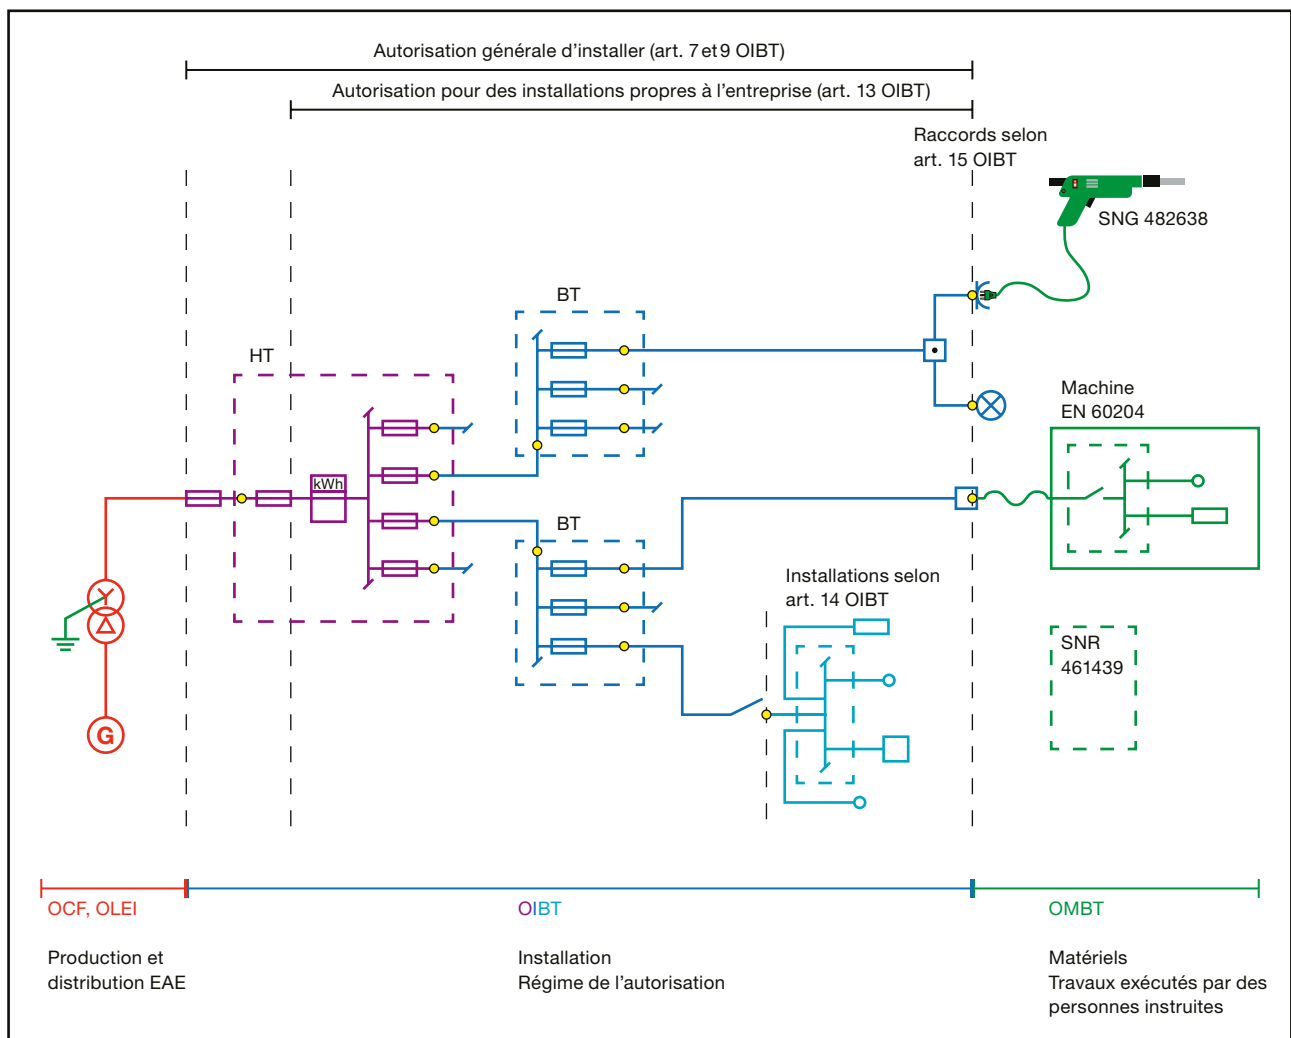 Autorisation générale d'installer (art. 7 et 9 OIBT)
Autorisation pour des installations propres à l'entreprise (art. 13 OIBT)
Raccords selon
art. 15 OIBT
SNG 482638
BT
HT
Machine
EN 60204
kWh
BT
Installations selon
art. 14 OIBT
SNR
461439
Y
Δ
G
OCF, OLEI
OIBT
OMBT
Production et
distribution EAE
Installation
Régime de l'autorisation
Matériels
Travaux exécutés par des
personnes instruites